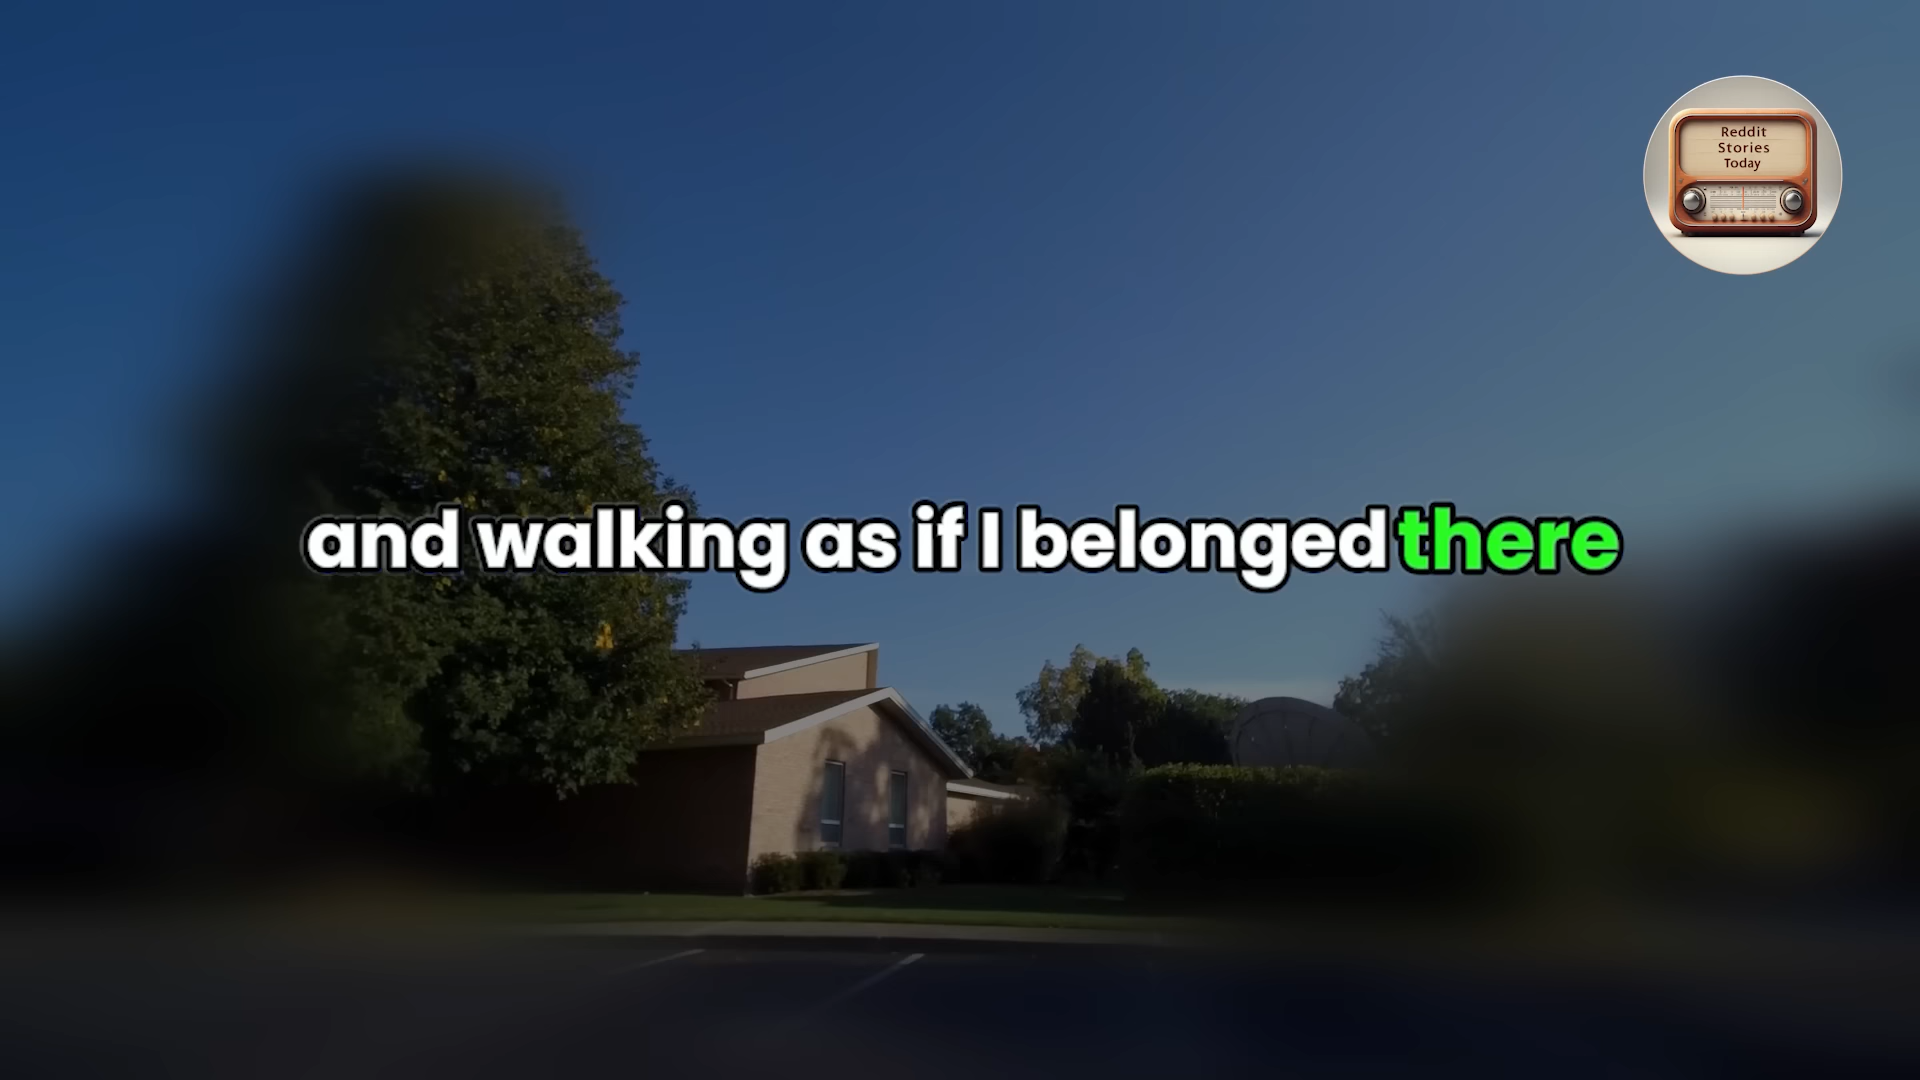 Reddit
Stories
Today
and walking as if I belonged there